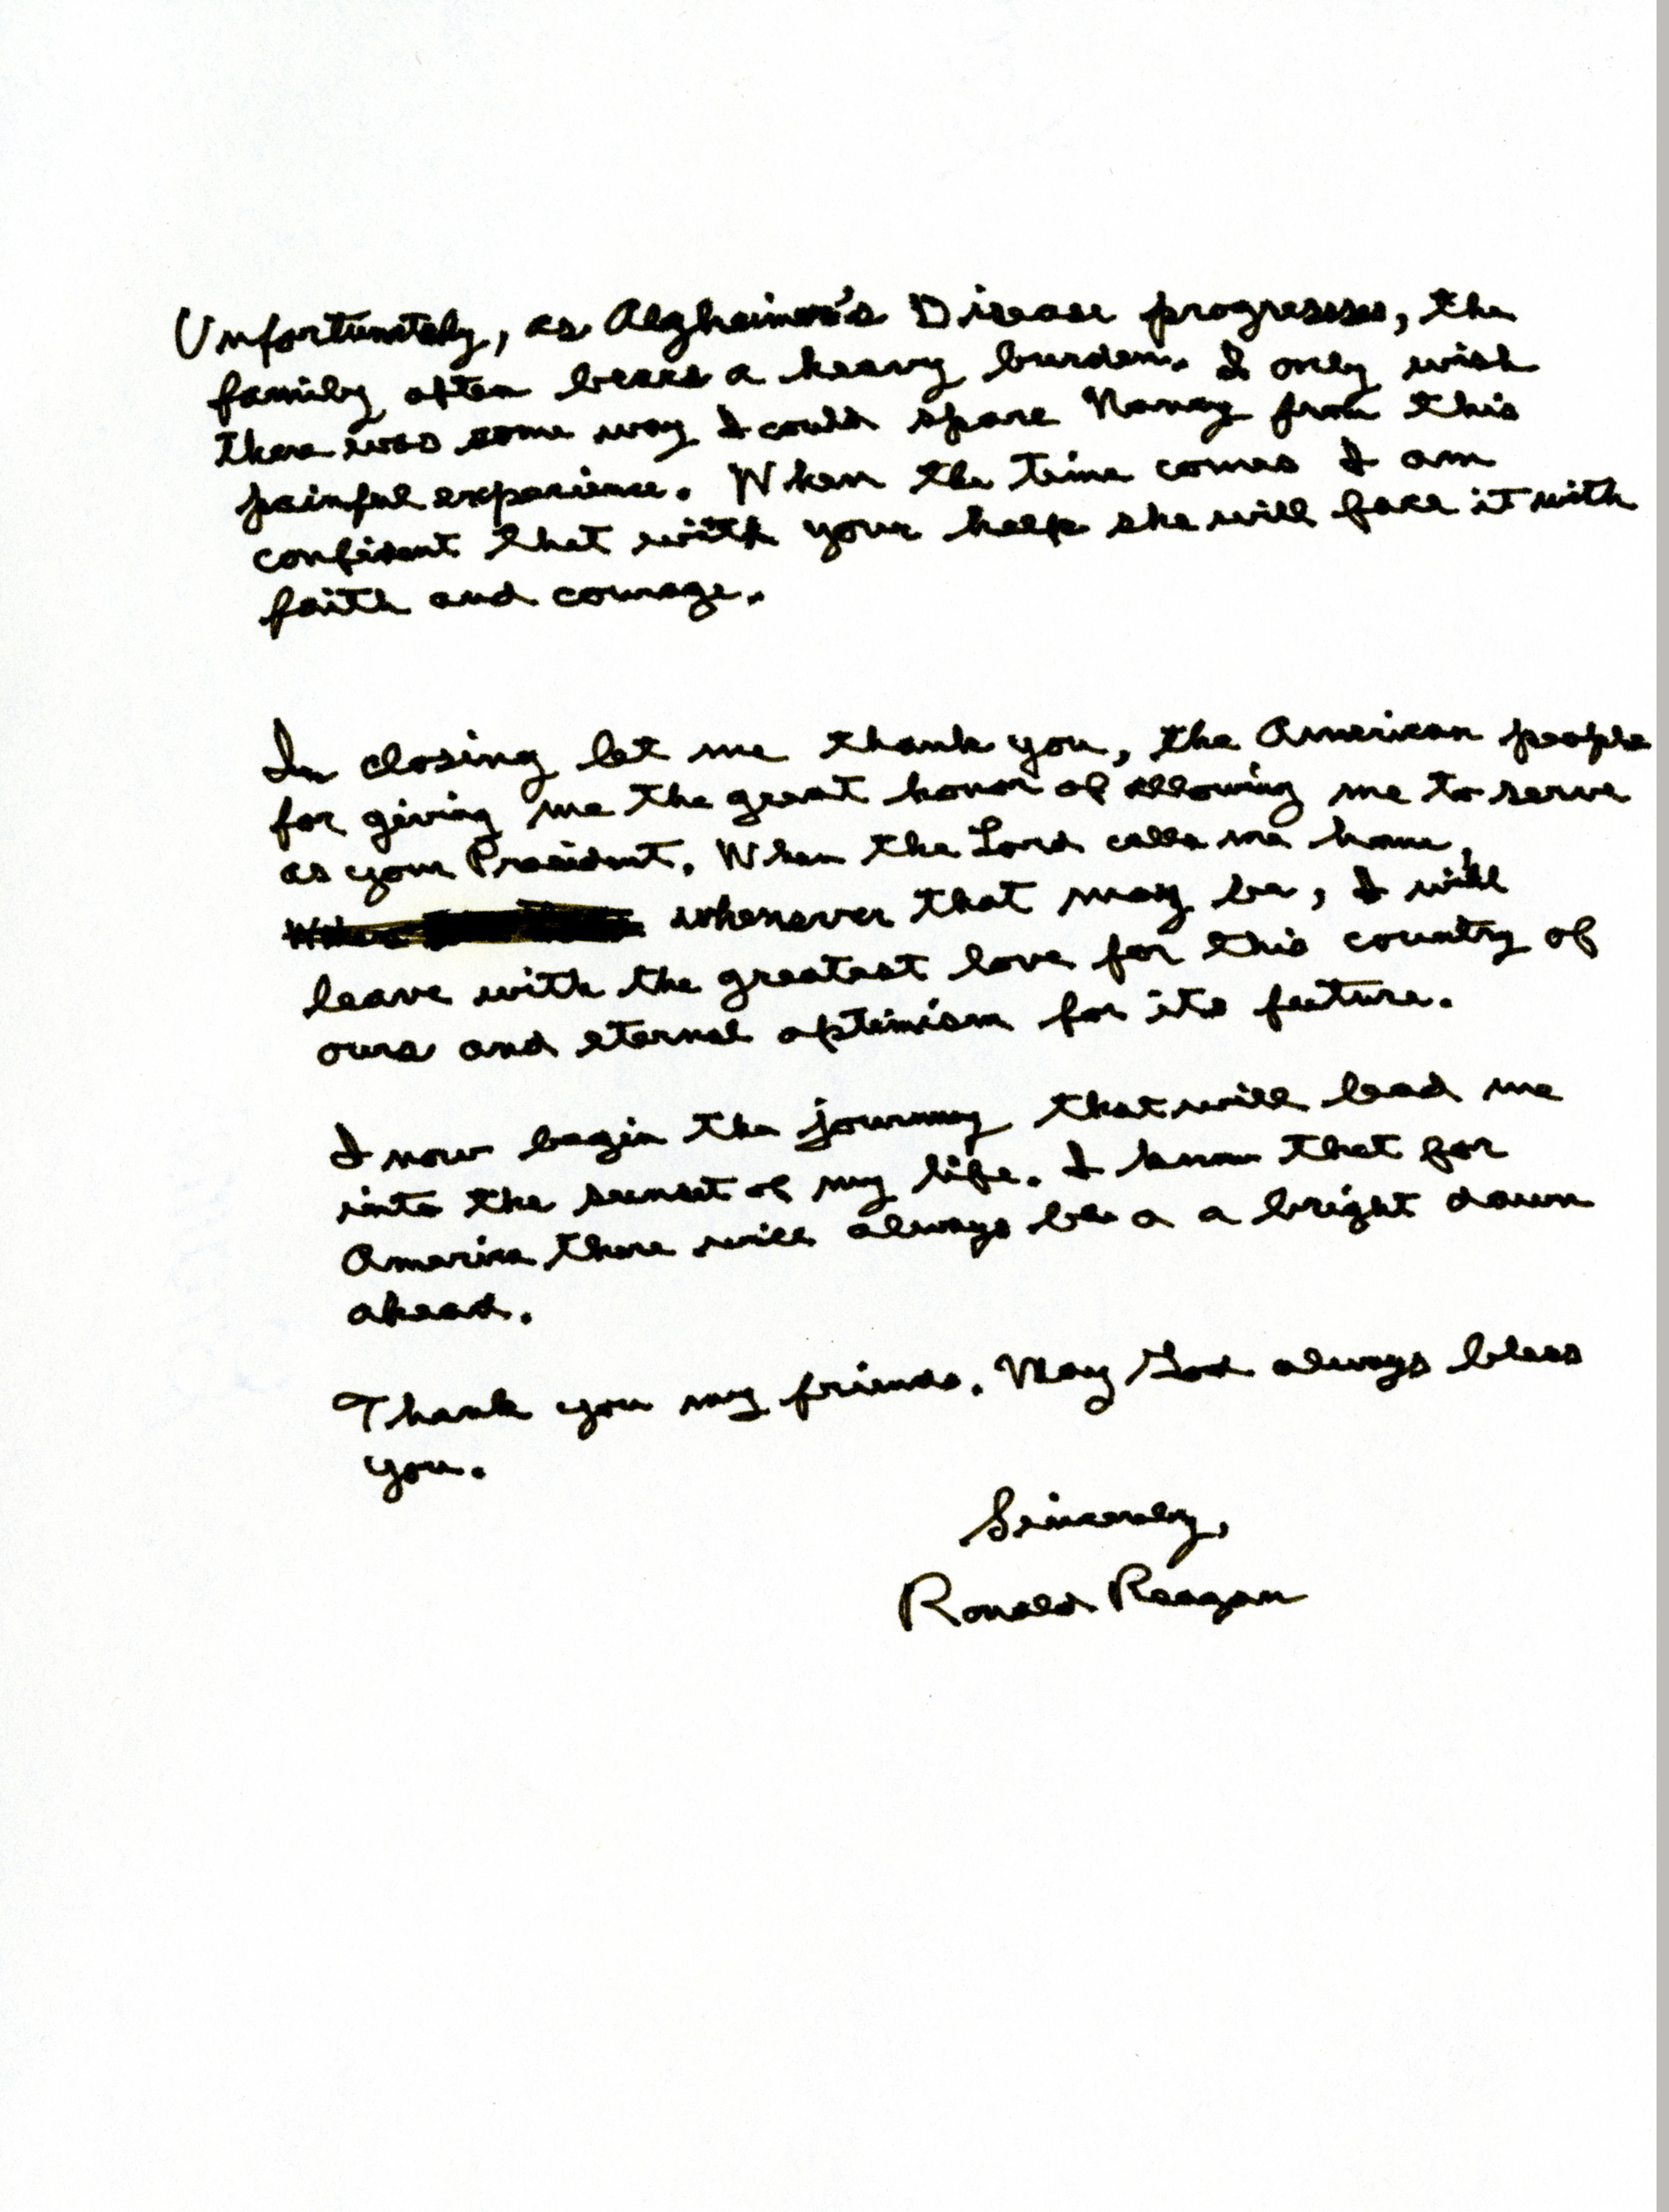 Unfortunately, as Alzheimer's Disease progressses, the
family often bears a heavy burden. I only wish
there was some way I could spare Nancy from this
painful experience. When the time comes I am
confident that with your help she will face it with
faith and courage.
In closing let me thank you, the American people
for giving me the great honor of allowing me to serve
as your President. When the Lord calls me home,
whenever that may be, I will
leave with the greatest love for this country of
ours and eternal optimism for its future.
I now begin the journey that will lead me
into the sunset of my life. I know that for
America there will always be a a bright dawn
ahead.
Thank you my friends. May God always bless
you.
Sincerely,
Ronald Reagan